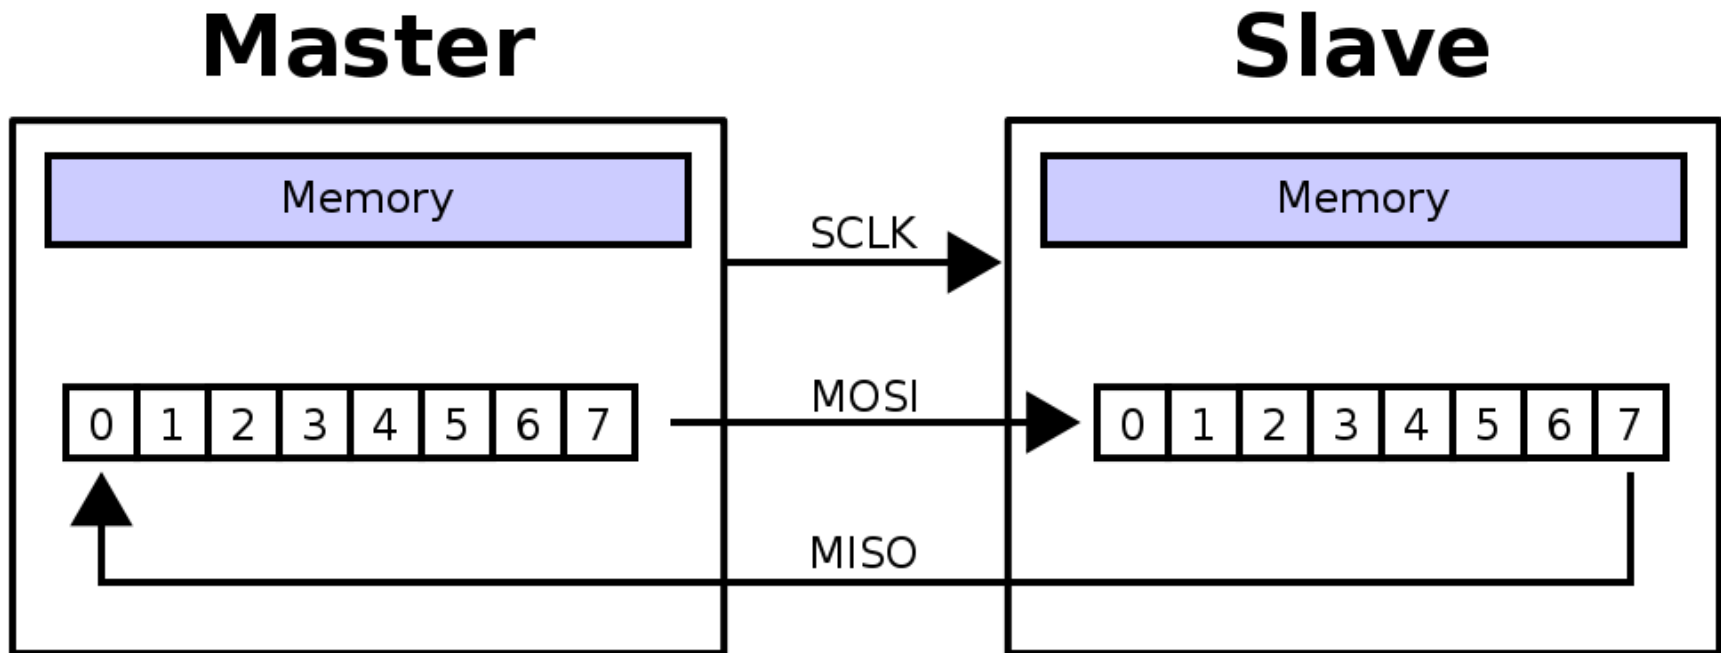 Master Slave
Memory Memory
SCLK
MOSI
0 1 2 3 4 5 6 7 0 1 2 3 4 5 6 7
MISO